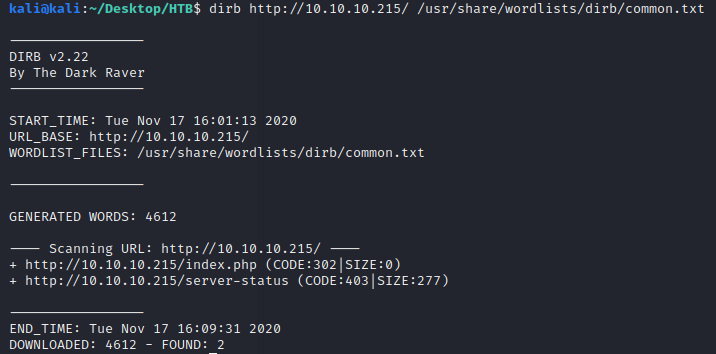 kali@kali:~/Desktop/HTB$ dirb http://10.10.10.215/ /usr/share/wordlists/dirb/common.txt
-----------------
DIRB v2.22
By The Dark Raver
-----------------
START_TIME: Tue Nov 17 16:01:13 2020
URL_BASE: http://10.10.10.215/
WORDLIST_FILES: /usr/share/wordlists/dirb/common.txt
-----------------
GENERATED WORDS: 4612
---- Scanning URL: http://10.10.10.215/ ----
+ http://10.10.10.215/index.php (CODE:302|SIZE:0)
+ http://10.10.10.215/server-status (CODE:403|SIZE:277)
-----------------
END_TIME: Tue Nov 17 16:09:31 2020
DOWNLOADED: 4612 - FOUND: 2